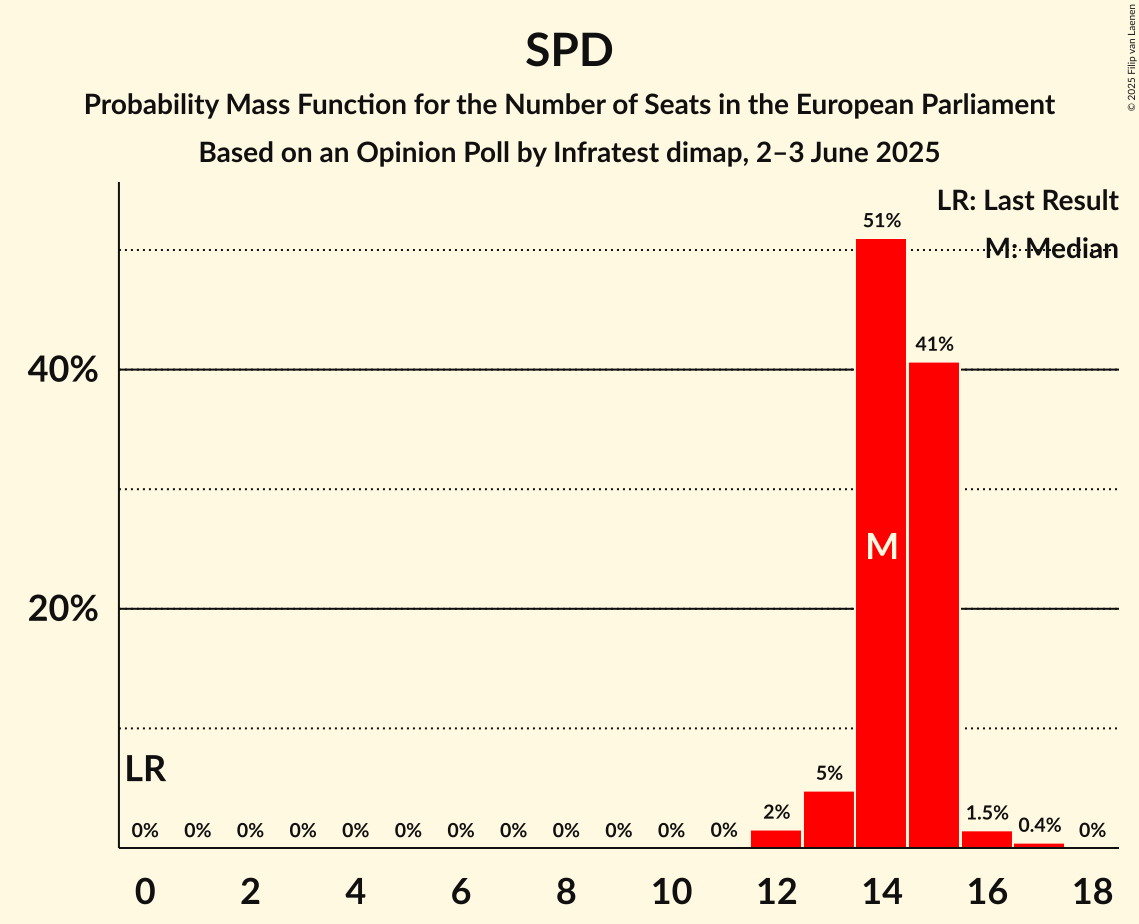 SPD
Probability Mass Function for the Number of Seats in the European Parliament
Based on an Opinion Poll by Infratest dimap, 2–3 June 2025
© 2025 Filip van Laenen
LR: Last Result
M: Median
51%
41%
40%
M
20%
LR
5%
2%
1.5%
0.4%
0% 0% 0% 0% 0% 0% 0% 0% 0% 0% 0% 0% 0%
0 2 4 6 8 10 12 14 16 18